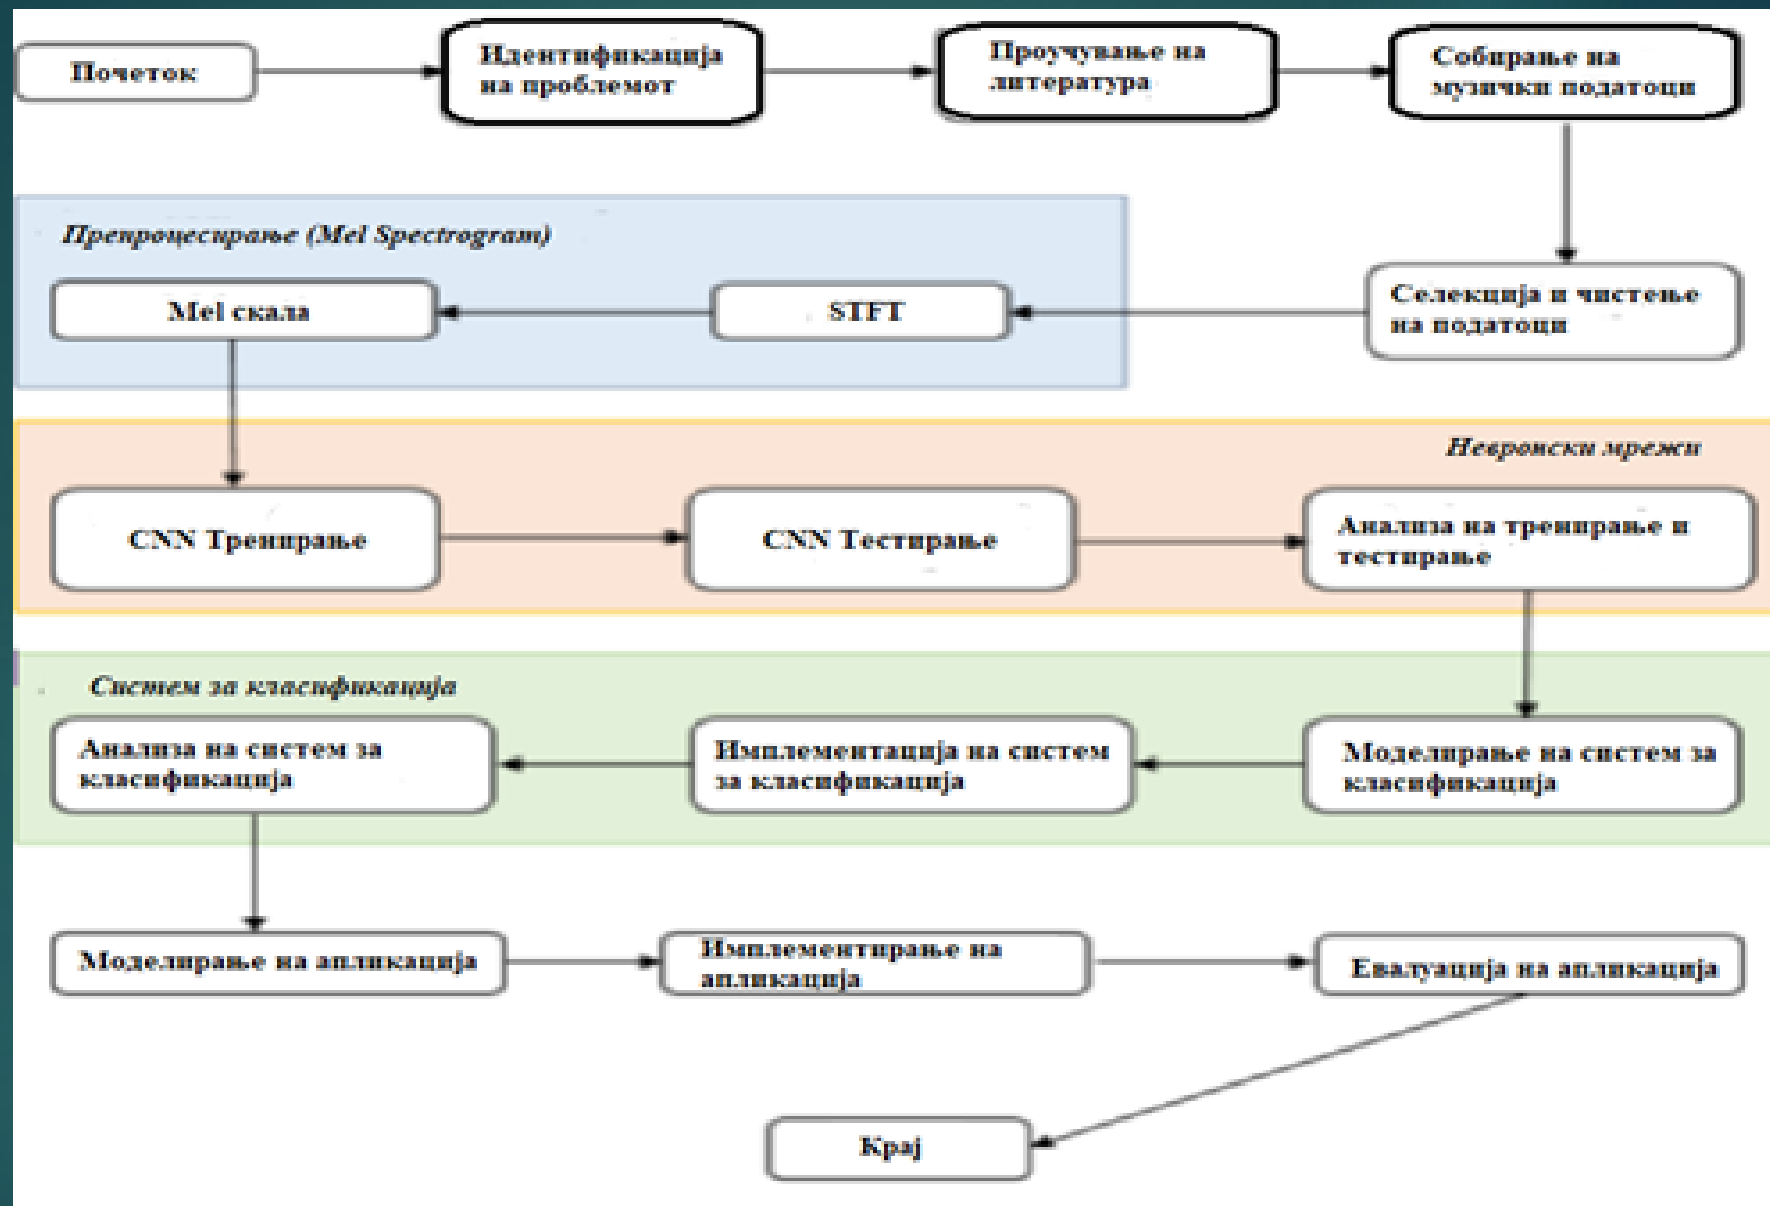 Почеток
Идентификација
на проблемот
Проучување на
литература
Собирање на
музички податоци
Препроцесирање (Mel Spectrogram)
Mel скала
STFT
Селекција и чистење
на податоци
Невронски мрежи
CNN Тренирање
CNN Тестирање
Анализа на тренирање и
тестирање
Систем за класификација
Анализа на систем за
класификација
Имплементација на систем
за класификација
Моделирање на систем за
класификација
Моделирање на апликација
Имплементирање на
апликација
Евалуација на апликација
Крај